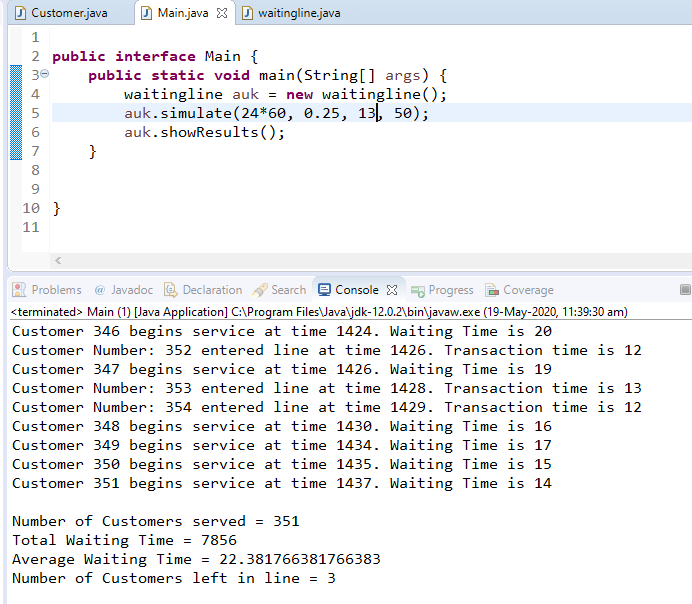 Customer.java Main.java waitingline.java
1
2 public interface Main {
3 public static void main(String[] args) {
4 waitingline auk = new waitingline();
5 auk.simulate(24*60, 0.25, 13, 50);
6 auk.showResults();
7 }
8
9
10 }
11
Problems @ Javadoc Declaration Search Console Progress Coverage
<terminated> Main (1) [Java Application] C:\Program Files\Java\jdk-12.0.2\bin\javaw.exe (19-May-2020, 11:39:30 am)
Customer 346 begins service at time 1424. Waiting Time is 20
Customer Number: 352 entered line at time 1426. Transaction time is 12
Customer 347 begins service at time 1426. Waiting Time is 19
Customer Number: 353 entered line at time 1428. Transaction time is 13
Customer Number: 354 entered line at time 1429. Transaction time is 12
Customer 348 begins service at time 1430. Waiting Time is 16
Customer 349 begins service at time 1434. Waiting Time is 17
Customer 350 begins service at time 1435. Waiting Time is 15
Customer 351 begins service at time 1437. Waiting Time is 14
Number of Customers served = 351
Total Waiting Time = 7856
Average Waiting Time = 22.381766381766383
Number of Customers left in line = 3